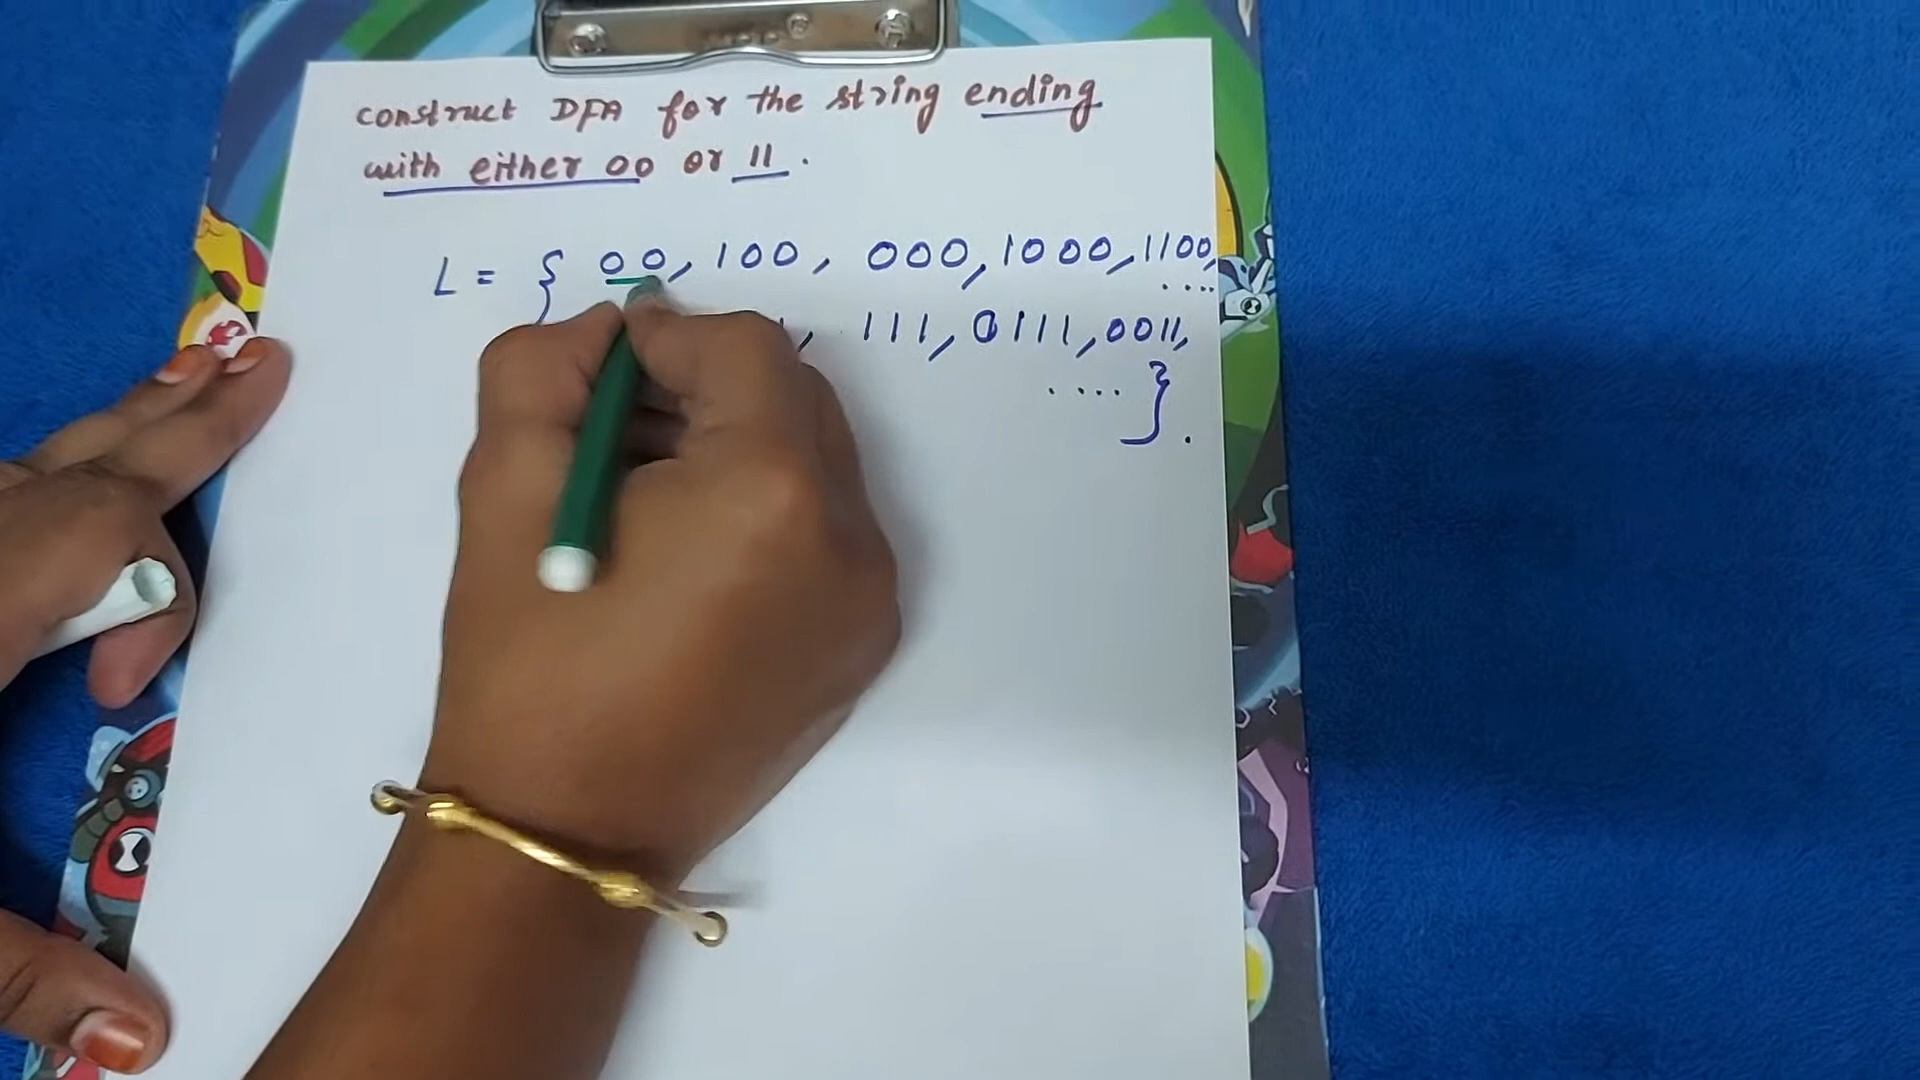 construct DFA for the string ending
with either 00 or 11 .
L = { 00, 100, 000, 1000, 1100,
....
, 111, 0111, 0011,
.... } .